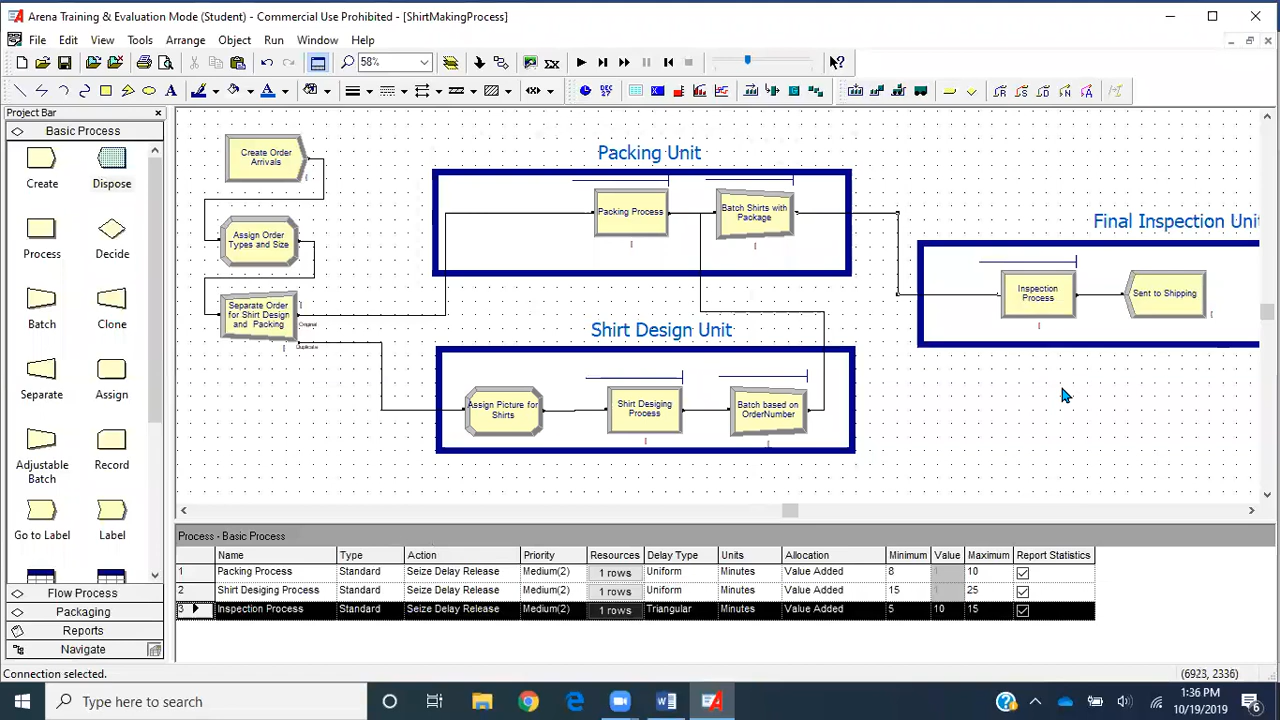 Arena Training & Evaluation Mode (Student) - Commercial Use Prohibited - [ShirtMakingProcess]
File Edit View Tools Arrange Object Run Window Help
58%
Project Bar
Basic Process
Create Dispose
Process Decide
Batch Clone
Separate Assign
Adjustable Batch Record
Go to Label Label
Flow Process
Packaging
Reports
Navigate
Create Order
Arrivals
Assign Order
Types and Size
Separate Order
for Shirt Design
and Packing
Original
Duplicate
Packing Unit
Packing Process
Batch Shirts with
Package
Shirt Design Unit
Assign Picture for
Shirts
Shirt Desiging
Process
Batch based on
OrderNumber
Final Inspection Uni
Inspection
Process
Sent to Shipping
Process - Basic Process
Name Type Action Priority Resources Delay Type Units Allocation Minimum Value Maximum Report Statistics
1 Packing Process Standard Seize Delay Release Medium(2) 1 rows Uniform Minutes Value Added 8 1 10
2 Shirt Desiging Process Standard Seize Delay Release Medium(2) 1 rows Uniform Minutes Value Added 15 1 25
3 Inspection Process Standard Seize Delay Release Medium(2) 1 rows Triangular Minutes Value Added 5 10 15
Connection selected.
(6923, 2336)
Type here to search
1:36 PM
10/19/2019
6